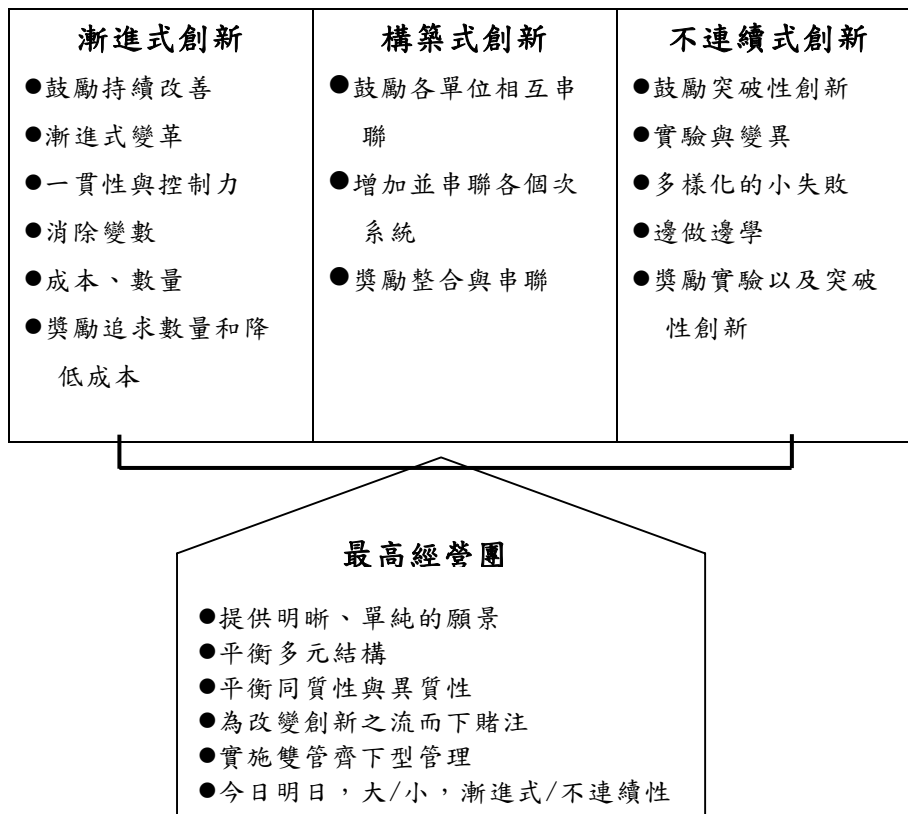 漸進式創新
●鼓勵持續改善
●漸進式變革
●一貫性與控制力
●消除變數
●成本、數量
●獎勵追求數量和降
低成本
構築式創新
●鼓勵各單位相互串
聯
●增加並串聯各個次
系統
●獎勵整合與串聯
不連續式創新
●鼓勵突破性創新
●實驗與變異
●多樣化的小失敗
●邊做邊學
●獎勵實驗以及突破
性創新
最高經營團
●提供明晰、單純的願景
●平衡多元結構
●平衡同質性與異質性
●為改變創新之流而下賭注
●實施雙管齊下型管理
●今日明日，大/小，漸進式/不連續性